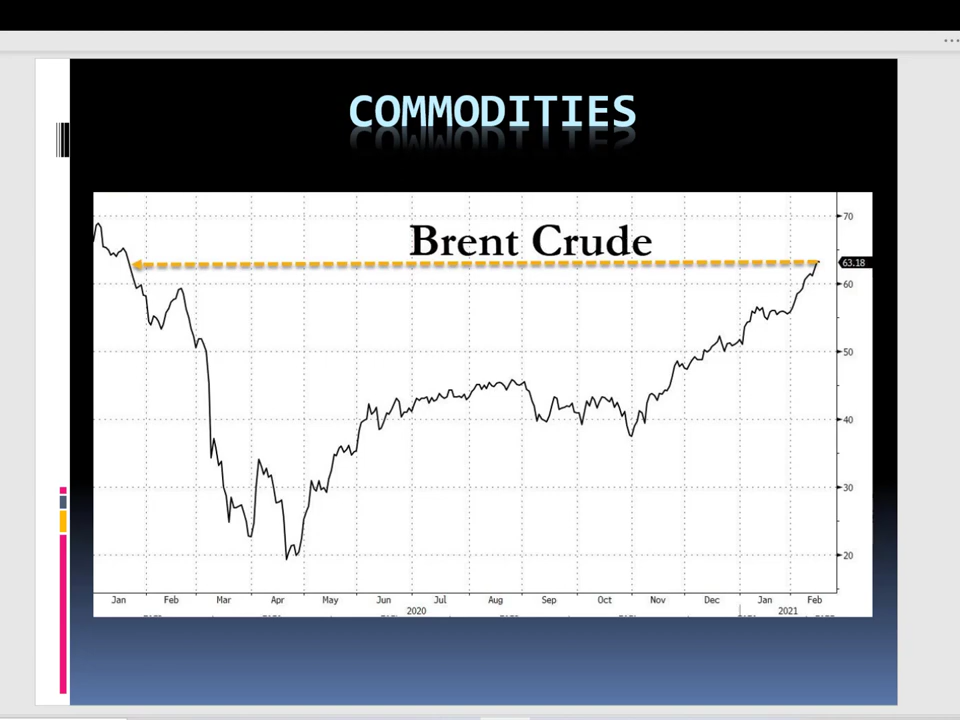 COMMODITIES
Brent Crude
70
63.18
60
50
40
30
20
Jan Feb Mar Apr May Jun Jul Aug Sep Oct Nov Dec Jan Feb
2020 2021